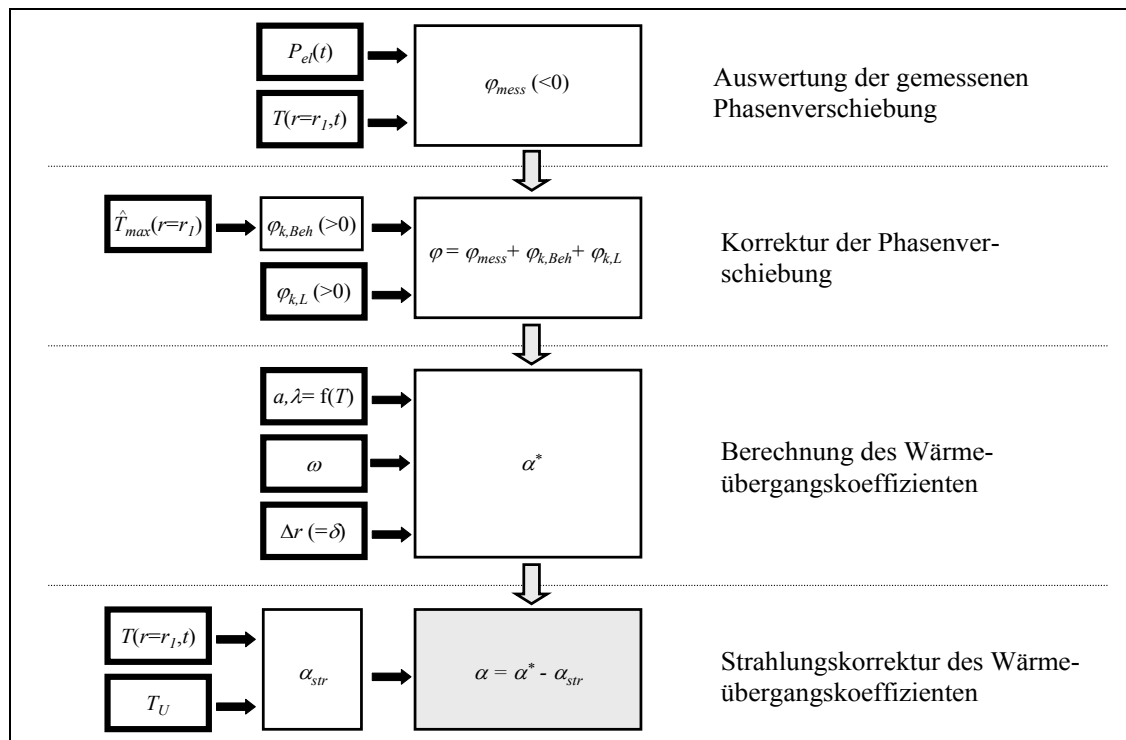 P_el(t)
φ_mess (<0)
T(r=r_1,t)
Auswertung der gemessenen
Phasenverschiebung
T̂_max(r=r_1)
φ_k,Beh (>0)
φ = φ_mess + φ_k,Beh + φ_k,L
φ_k,L (>0)
Korrektur der Phasenver-
schiebung
a,λ= f(T)
ω
Δr (=δ)
α*
Berechnung des Wärme-
übergangskoeffizienten
T(r=r_1,t)
T_U
α_str
α = α* - α_str
Strahlungskorrektur des Wärme-
übergangskoeffizienten